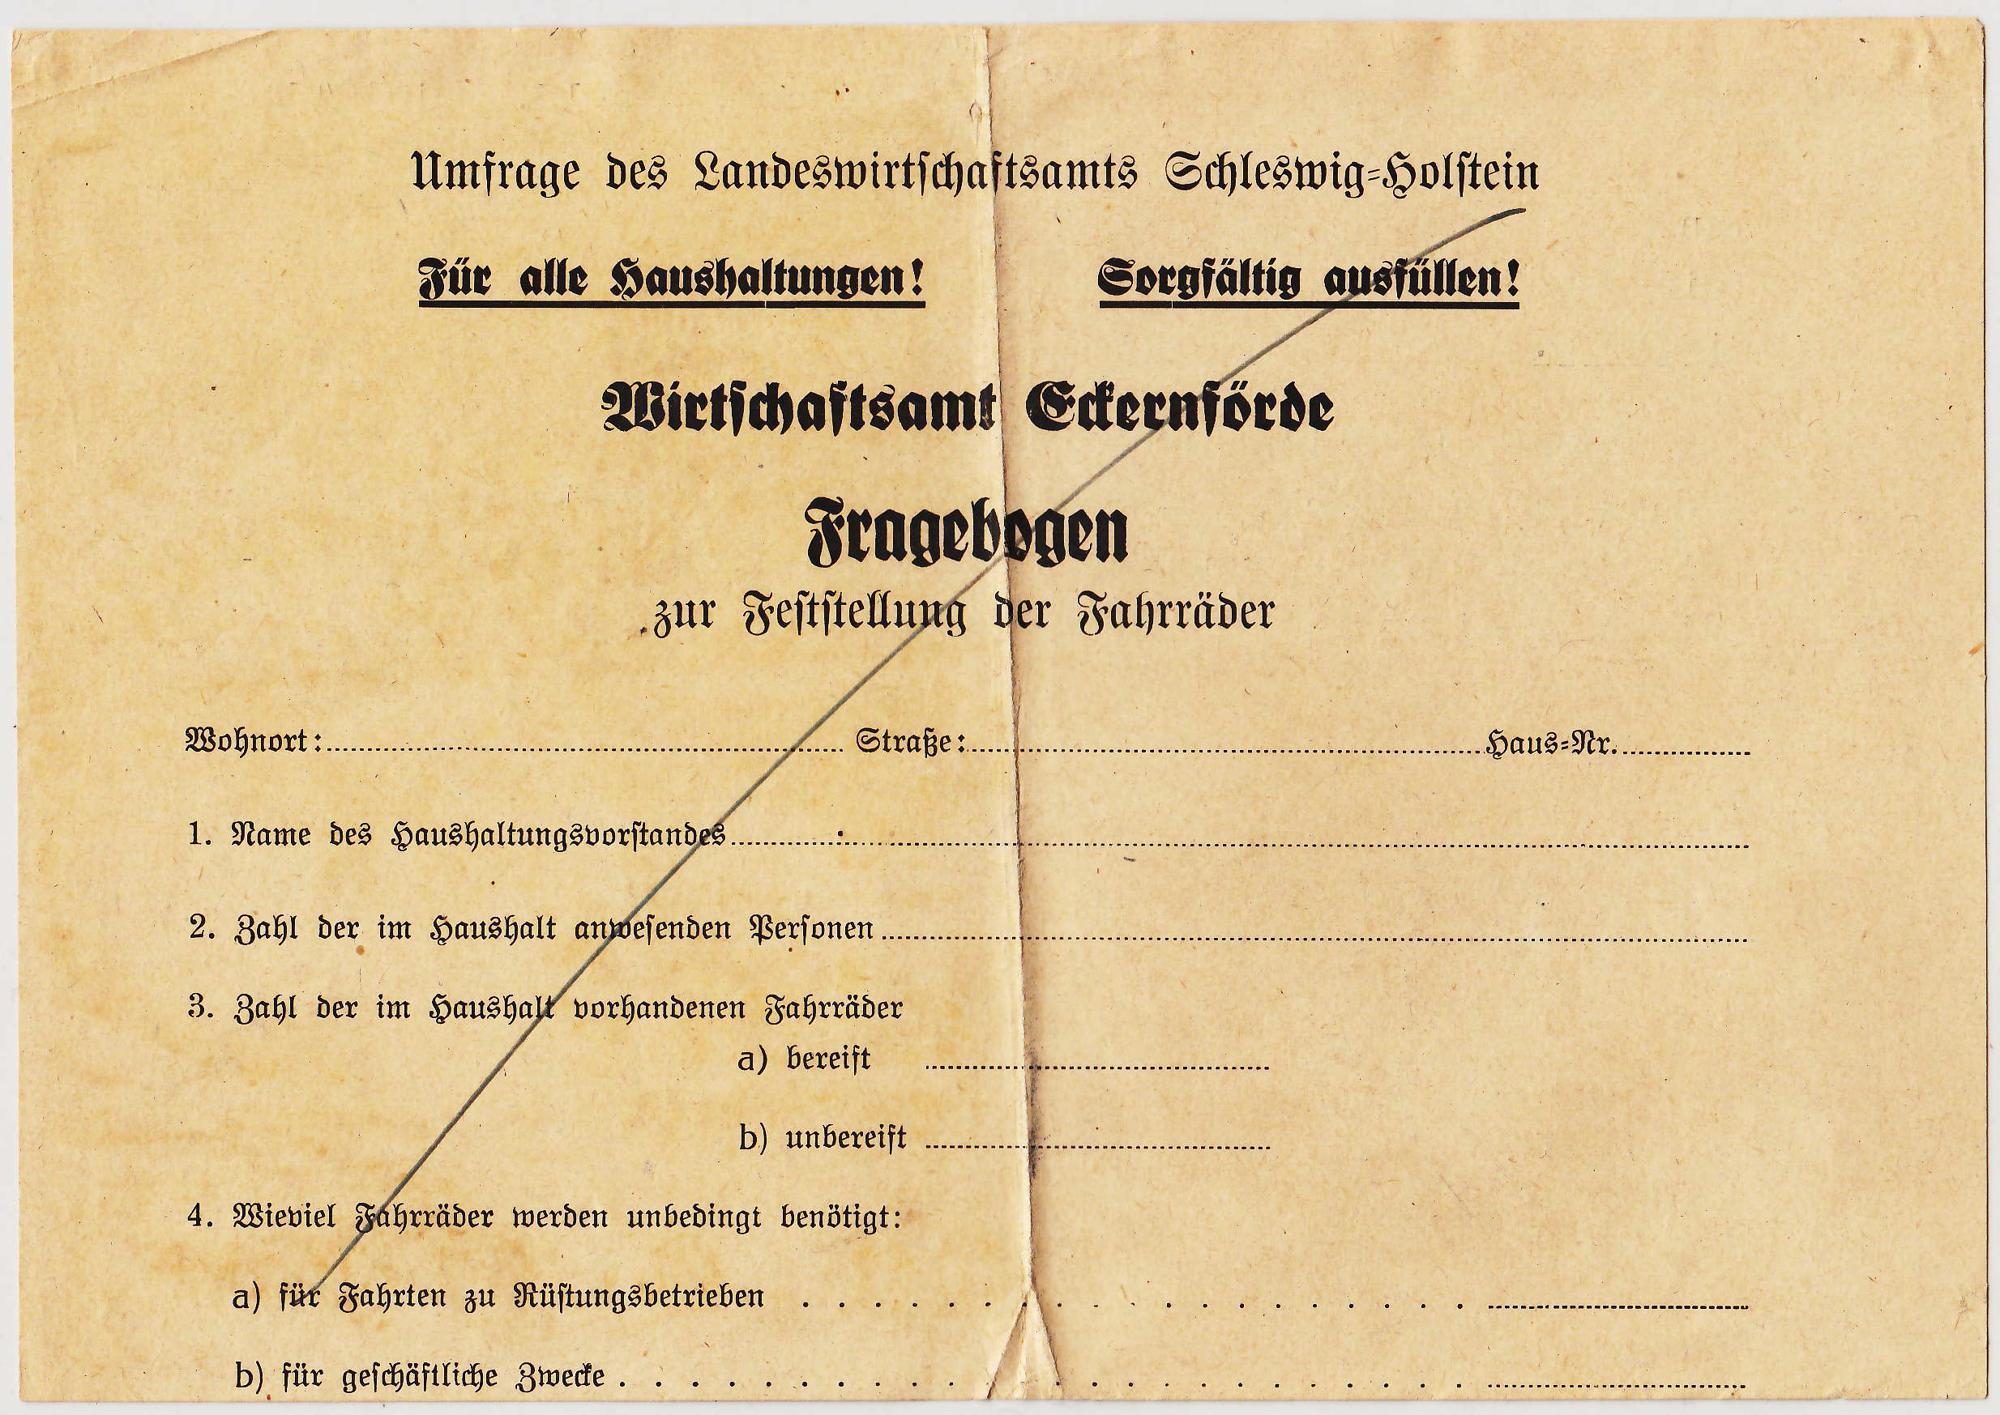 Umfrage des Landeswirtschaftsamts Schleswig-Holstein
Für alle Haushaltungen! Sorgfältig ausfüllen!
Wirtschaftsamt Eckernförde
Fragebogen
zur Feststellung der Fahrräder
Wohnort: Straße: Haus-Nr.
1. Name des Haushaltungsvorstandes
2. Zahl der im Haushalt anwesenden Personen
3. Zahl der im Haushalt vorhandenen Fahrräder
a) bereift
b) unbereift
4. Wieviel Fahrräder werden unbedingt benötigt:
a) für Fahrten zu Rüstungsbetrieben
b) für geschäftliche Zwecke